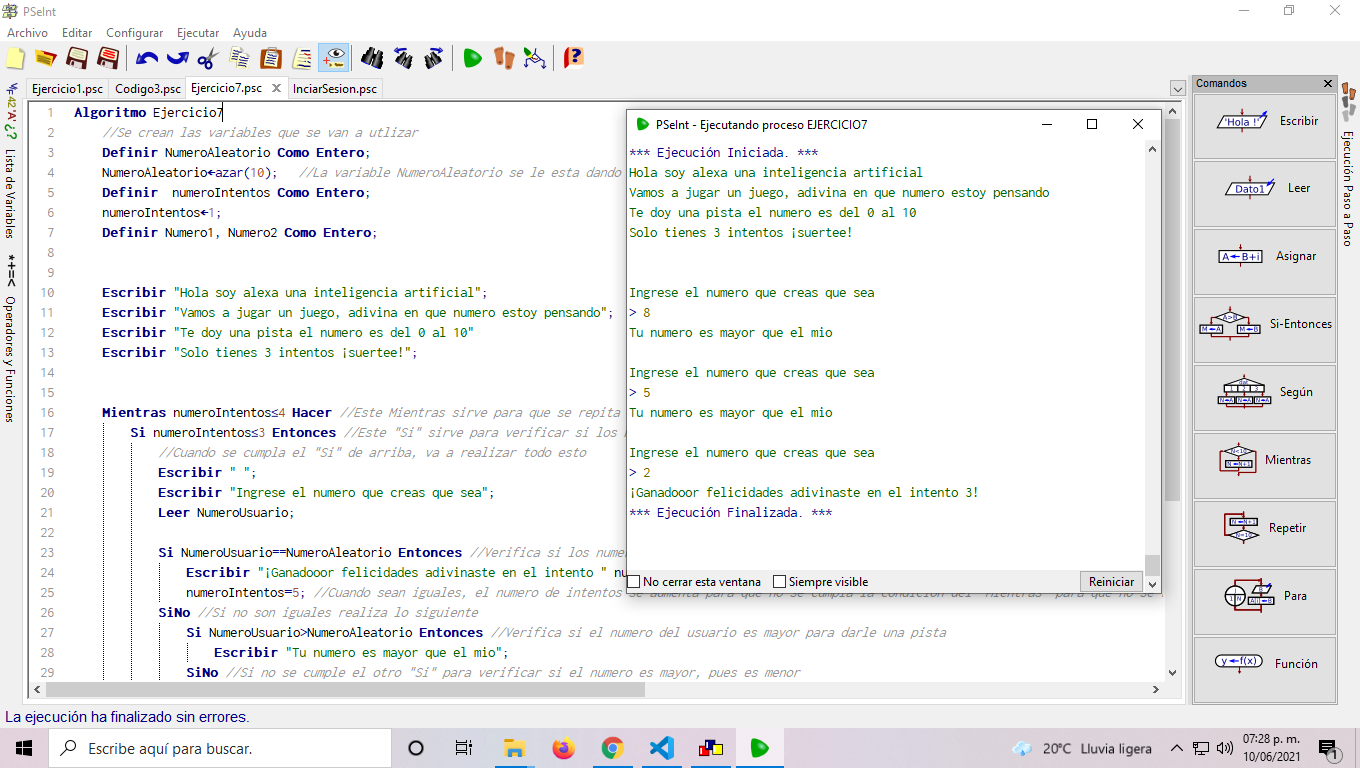 PSeInt
Archivo Editar Configurar Ejecutar Ayuda
Ejercicio1.psc Codigo3.psc Ejercicio7.psc InciarSesion.psc
Lista de Variables
*+=<
Operadores y Funciones
1 Algoritmo Ejercicio7
2 //Se crean las variables que se van a utlizar
3 Definir NumeroAleatorio Como Entero;
4 NumeroAleatorio←azar(10); //La variable NumeroAleatorio se le esta dando
5 Definir numeroIntentos Como Entero;
6 numeroIntentos←1;
7 Definir Numero1, Numero2 Como Entero;
8
9
10 Escribir "Hola soy alexa una inteligencia artificial";
11 Escribir "Vamos a jugar un juego, adivina en que numero estoy pensando";
12 Escribir "Te doy una pista el numero es del 0 al 10"
13 Escribir "Solo tienes 3 intentos ¡suertee!";
14
15
16 Mientras numeroIntentos≤4 Hacer //Este Mientras sirve para que se repita
17 Si numeroIntentos≤3 Entonces //Este "Si" sirve para verificar si los
18 //Cuando se cumpla el "Si" de arriba, va a realizar todo esto
19 Escribir " ";
20 Escribir "Ingrese el numero que creas que sea";
21 Leer NumeroUsuario;
22
23 Si NumeroUsuario==NumeroAleatorio Entonces //Verifica si los
24 Escribir "¡Ganadooor felicidades adivinaste en el intento "
25 numeroIntentos=5; //Cuando sean iguales, el numero de intentos se aumenta para que no se cumpla la condicion del "Mientras" para que no se
26 SiNo //Si no son iguales realiza lo siguiente
27 Si NumeroUsuario>NumeroAleatorio Entonces //Verifica si el numero del usuario es mayor para darle una pista
28 Escribir "Tu numero es mayor que el mio";
29 SiNo //Si no se cumple el otro "Si" para verificar si el numero es mayor, pues es menor
PSeInt - Ejecutando proceso EJERCICIO7
*** Ejecución Iniciada. ***
Hola soy alexa una inteligencia artificial
Vamos a jugar un juego, adivina en que numero estoy pensando
Te doy una pista el numero es del 0 al 10
Solo tienes 3 intentos ¡suertee!
Ingrese el numero que creas que sea
> 8
Tu numero es mayor que el mio
Ingrese el numero que creas que sea
> 5
Tu numero es mayor que el mio
Ingrese el numero que creas que sea
> 2
¡Ganadooor felicidades adivinaste en el intento 3!
*** Ejecución Finalizada. ***
No cerrar esta ventana Siempre visible Reiniciar
Comandos
'Hola !' Escribir
Dato1 Leer
A←B+i Asignar
A>B M←A M←B Si-Entonces
Según
Mientras
Repetir
Para
y←f(x) Función
Ejecución Paso a Paso
La ejecución ha finalizado sin errores.
Escribe aquí para buscar.
20°C Lluvia ligera
07:28 p. m.
10/06/2021
1